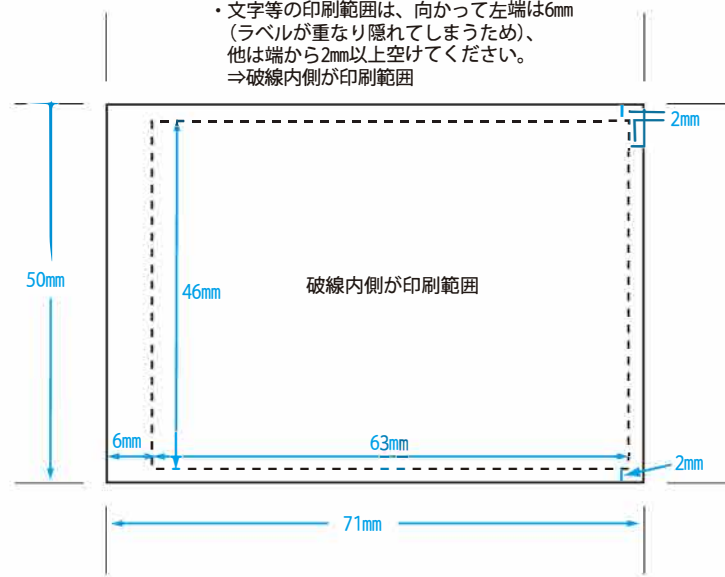 ・文字等の印刷範囲は、向かって左端は6mm
（ラベルが重なり隠れてしまうため）、
他は端から2mm以上空けてください。
⇒破線内側が印刷範囲
2mm
50mm
46mm
破線内側が印刷範囲
6mm
63mm
2mm
71mm